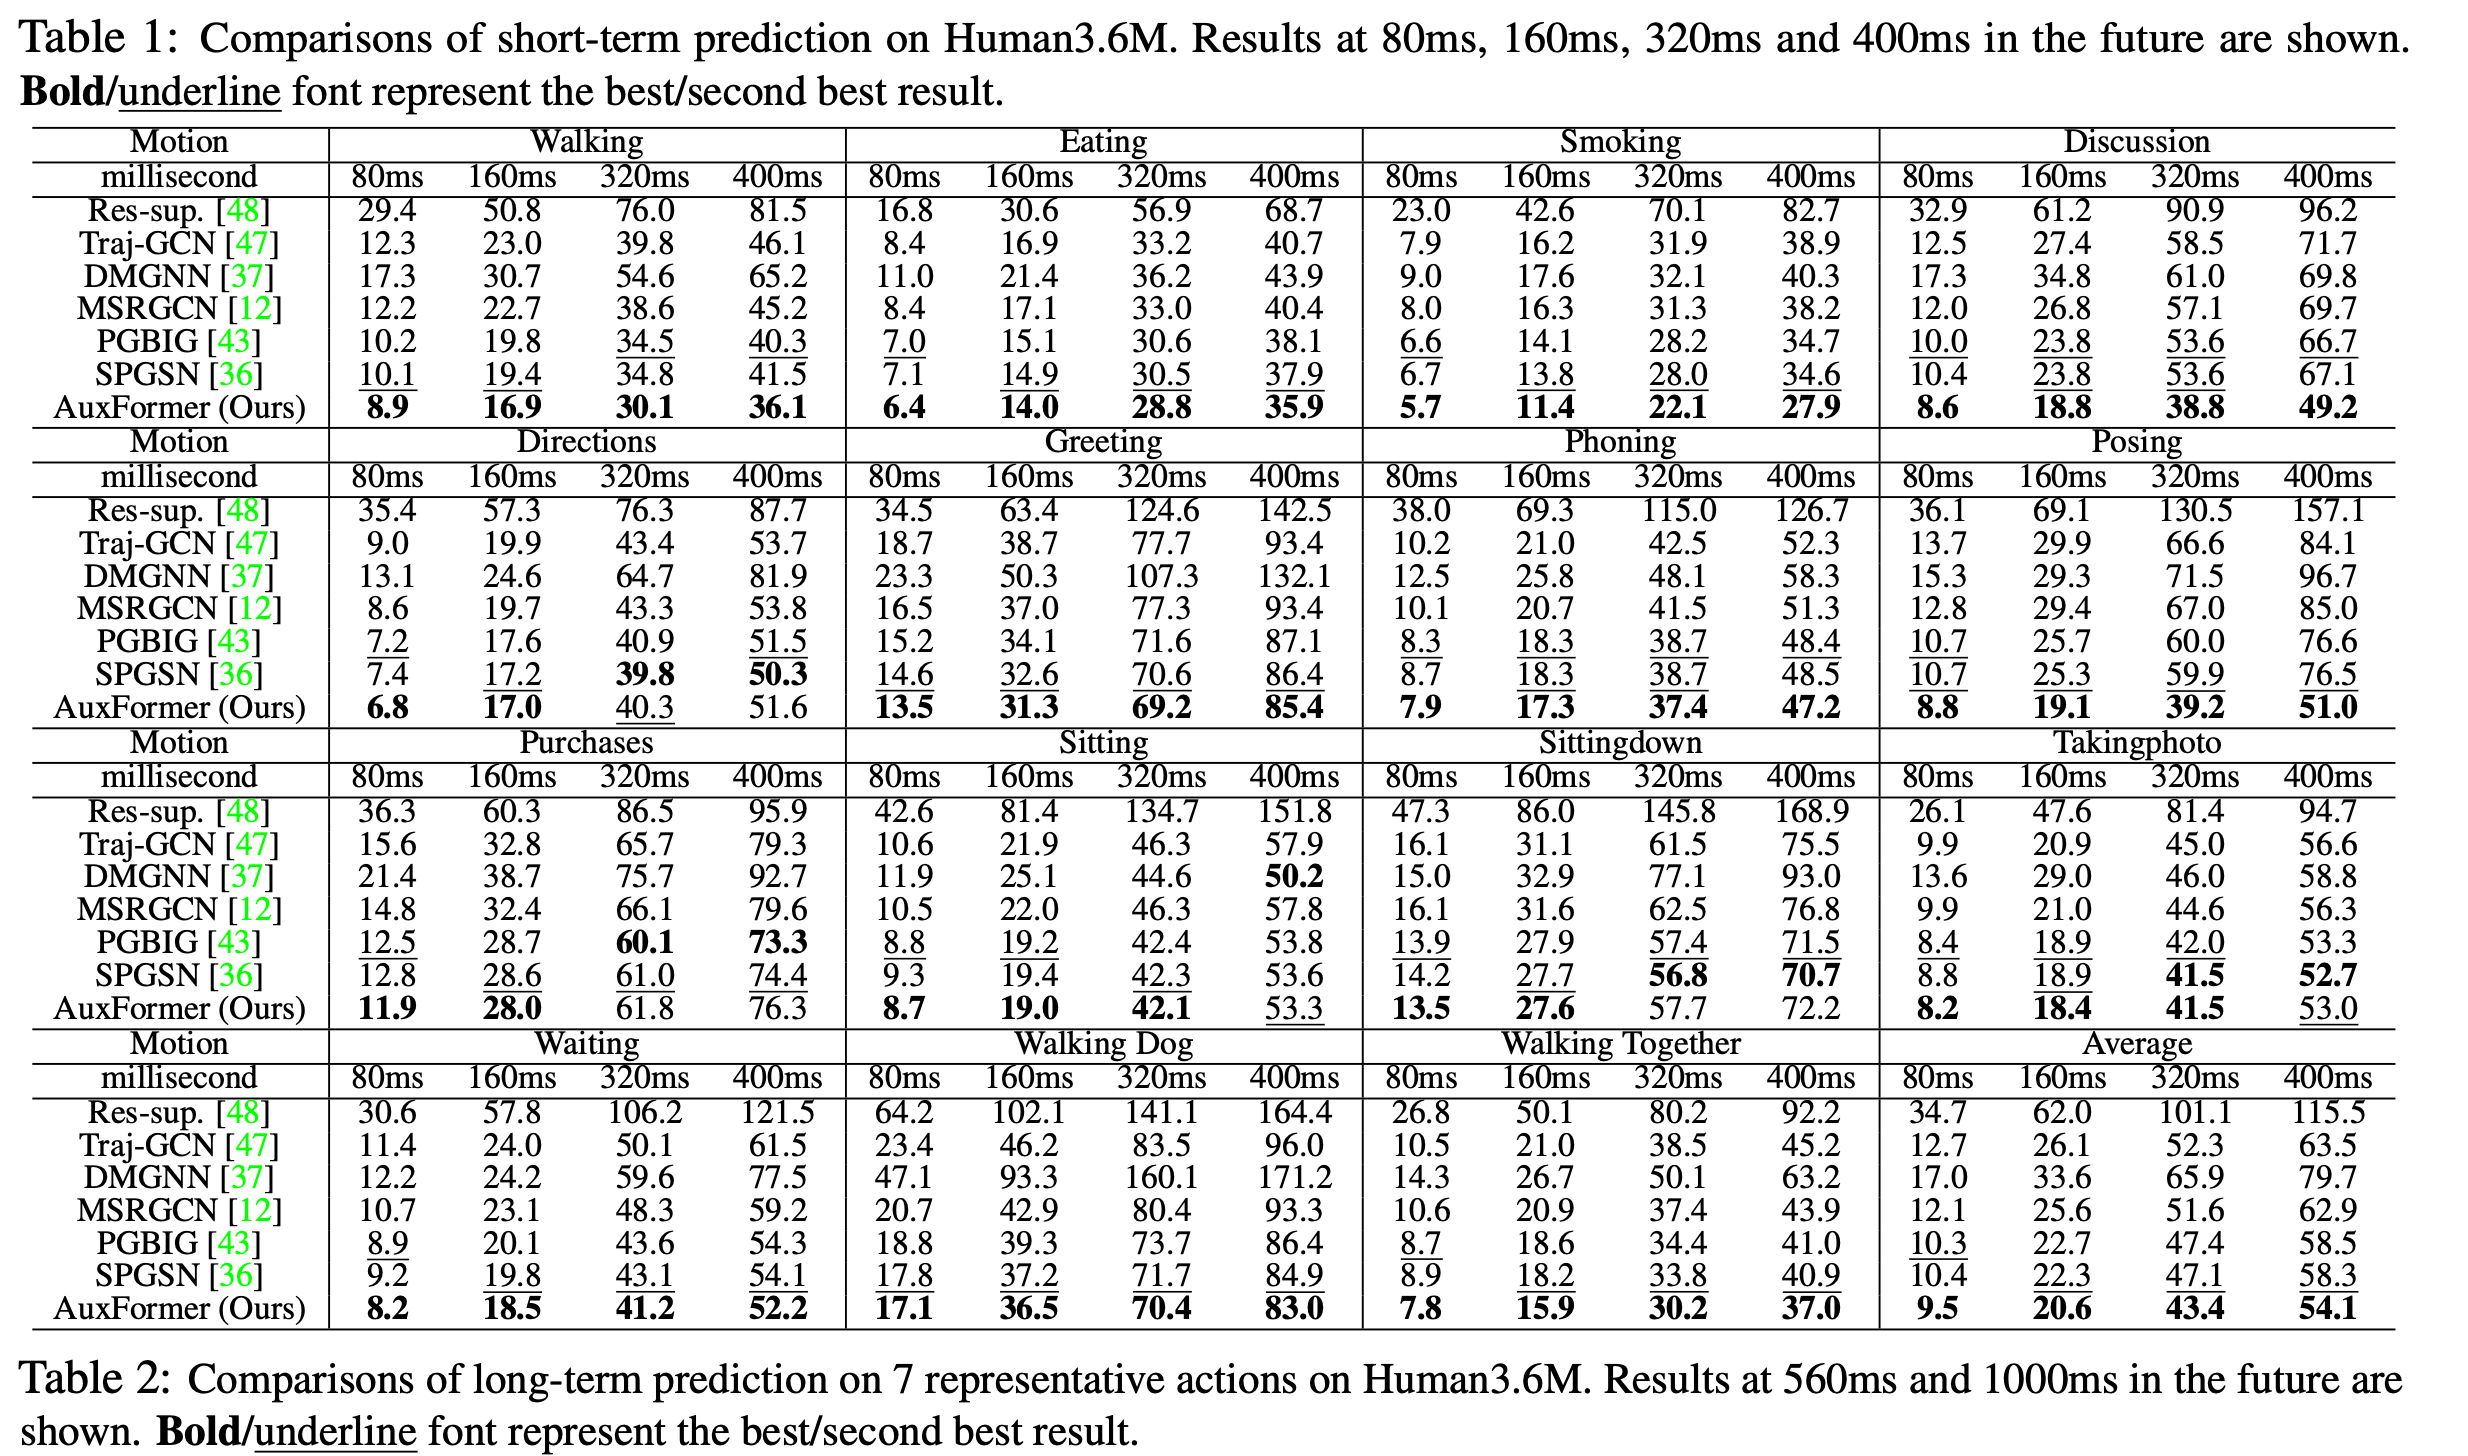 Table 1: Comparisons of short-term prediction on Human3.6M. Results at 80ms, 160ms, 320ms and 400ms in the future are shown.
Bold/underline font represent the best/second best result.
Motion Walking Eating Smoking Discussion
millisecond 80ms 160ms 320ms 400ms 80ms 160ms 320ms 400ms 80ms 160ms 320ms 400ms 80ms 160ms 320ms 400ms
Res-sup. [48] 29.4 50.8 76.0 81.5 16.8 30.6 56.9 68.7 23.0 42.6 70.1 82.7 32.9 61.2 90.9 96.2
Traj-GCN [47] 12.3 23.0 39.8 46.1 8.4 16.9 33.2 40.7 7.9 16.2 31.9 38.9 12.5 27.4 58.5 71.7
DMGNN [37] 17.3 30.7 54.6 65.2 11.0 21.4 36.2 43.9 9.0 17.6 32.1 40.3 17.3 34.8 61.0 69.8
MSRGCN [12] 12.2 22.7 38.6 45.2 8.4 17.1 33.0 40.4 8.0 16.3 31.3 38.2 12.0 26.8 57.1 69.7
PGBIG [43] 10.2 19.8 34.5 40.3 7.0 15.1 30.6 38.1 6.6 14.1 28.2 34.7 10.0 23.8 53.6 66.7
SPGSN [36] 10.1 19.4 34.8 41.5 7.1 14.9 30.5 37.9 6.7 13.8 28.0 34.6 10.4 23.8 53.6 67.1
AuxFormer (Ours) 8.9 16.9 30.1 36.1 6.4 14.0 28.8 35.9 5.7 11.4 22.1 27.9 8.6 18.8 38.8 49.2
Motion Directions Greeting Phoning Posing
millisecond 80ms 160ms 320ms 400ms 80ms 160ms 320ms 400ms 80ms 160ms 320ms 400ms 80ms 160ms 320ms 400ms
Res-sup. [48] 35.4 57.3 76.3 87.7 34.5 63.4 124.6 142.5 38.0 69.3 115.0 126.7 36.1 69.1 130.5 157.1
Traj-GCN [47] 9.0 19.9 43.4 53.7 18.7 38.7 77.7 93.4 10.2 21.0 42.5 52.3 13.7 29.9 66.6 84.1
DMGNN [37] 13.1 24.6 64.7 81.9 23.3 50.3 107.3 132.1 12.5 25.8 48.1 58.3 15.3 29.3 71.5 96.7
MSRGCN [12] 8.6 19.7 43.3 53.8 16.5 37.0 77.3 93.4 10.1 20.7 41.5 51.3 12.8 29.4 67.0 85.0
PGBIG [43] 7.2 17.6 40.9 51.5 15.2 34.1 71.6 87.1 8.3 18.3 38.7 48.4 10.7 25.7 60.0 76.6
SPGSN [36] 7.4 17.2 39.8 50.3 14.6 32.6 70.6 86.4 8.7 18.3 38.7 48.5 10.7 25.3 59.9 76.5
AuxFormer (Ours) 6.8 17.0 40.3 51.6 13.5 31.3 69.2 85.4 7.9 17.3 37.4 47.2 8.8 19.1 39.2 51.0
Motion Purchases Sitting Sittingdown Takingphoto
millisecond 80ms 160ms 320ms 400ms 80ms 160ms 320ms 400ms 80ms 160ms 320ms 400ms 80ms 160ms 320ms 400ms
Res-sup. [48] 36.3 60.3 86.5 95.9 42.6 81.4 134.7 151.8 47.3 86.0 145.8 168.9 26.1 47.6 81.4 94.7
Traj-GCN [47] 15.6 32.8 65.7 79.3 10.6 21.9 46.3 57.9 16.1 31.1 61.5 75.5 9.9 20.9 45.0 56.6
DMGNN [37] 21.4 38.7 75.7 92.7 11.9 25.1 44.6 50.2 15.0 32.9 77.1 93.0 13.6 29.0 46.0 58.8
MSRGCN [12] 14.8 32.4 66.1 79.6 10.5 22.0 46.3 57.8 16.1 31.6 62.5 76.8 9.9 21.0 44.6 56.3
PGBIG [43] 12.5 28.7 60.1 73.3 8.8 19.2 42.4 53.8 13.9 27.9 57.4 71.5 8.4 18.9 42.0 53.3
SPGSN [36] 12.8 28.6 61.0 74.4 9.3 19.4 42.3 53.6 14.2 27.7 56.8 70.7 8.8 18.9 41.5 52.7
AuxFormer (Ours) 11.9 28.0 61.8 76.3 8.7 19.0 42.1 53.3 13.5 27.6 57.7 72.2 8.2 18.4 41.5 53.0
Motion Waiting Walking Dog Walking Together Average
millisecond 80ms 160ms 320ms 400ms 80ms 160ms 320ms 400ms 80ms 160ms 320ms 400ms 80ms 160ms 320ms 400ms
Res-sup. [48] 30.6 57.8 106.2 121.5 64.2 102.1 141.1 164.4 26.8 50.1 80.2 92.2 34.7 62.0 101.1 115.5
Traj-GCN [47] 11.4 24.0 50.1 61.5 23.4 46.2 83.5 96.0 10.5 21.0 38.5 45.2 12.7 26.1 52.3 63.5
DMGNN [37] 12.2 24.2 59.6 77.5 47.1 93.3 160.1 171.2 14.3 26.7 50.1 63.2 17.0 33.6 65.9 79.7
MSRGCN [12] 10.7 23.1 48.3 59.2 20.7 42.9 80.4 93.3 10.6 20.9 37.4 43.9 12.1 25.6 51.6 62.9
PGBIG [43] 8.9 20.1 43.6 54.3 18.8 39.3 73.7 86.4 8.7 18.6 34.4 41.0 10.3 22.7 47.4 58.5
SPGSN [36] 9.2 19.8 43.1 54.1 17.8 37.2 71.7 84.9 8.9 18.2 33.8 40.9 10.4 22.3 47.1 58.3
AuxFormer (Ours) 8.2 18.5 41.2 52.2 17.1 36.5 70.4 83.0 7.8 15.9 30.2 37.0 9.5 20.6 43.4 54.1
Table 2: Comparisons of long-term prediction on 7 representative actions on Human3.6M. Results at 560ms and 1000ms in the future are
shown. Bold/underline font represent the best/second best result.